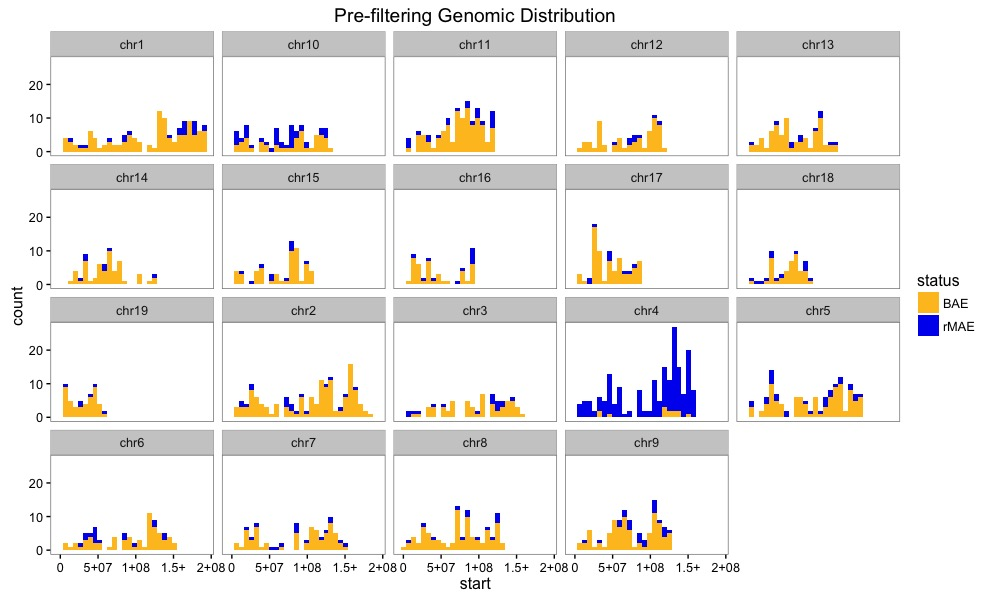 Pre-filtering Genomic Distribution
chr1 chr10 chr11 chr12 chr13
20
10
0
chr14 chr15 chr16 chr17 chr18
20
10
0
count
chr19 chr2 chr3 chr4 chr5
20
10
0
status
BAE
rMAE
chr6 chr7 chr8 chr9
20
10
0
0 5+07 1+08 1.5+ 2+08 0 5+07 1+08 1.5+ 2+08 0 5+07 1+08 1.5+ 2+08 0 5+07 1+08 1.5+ 2+08
start